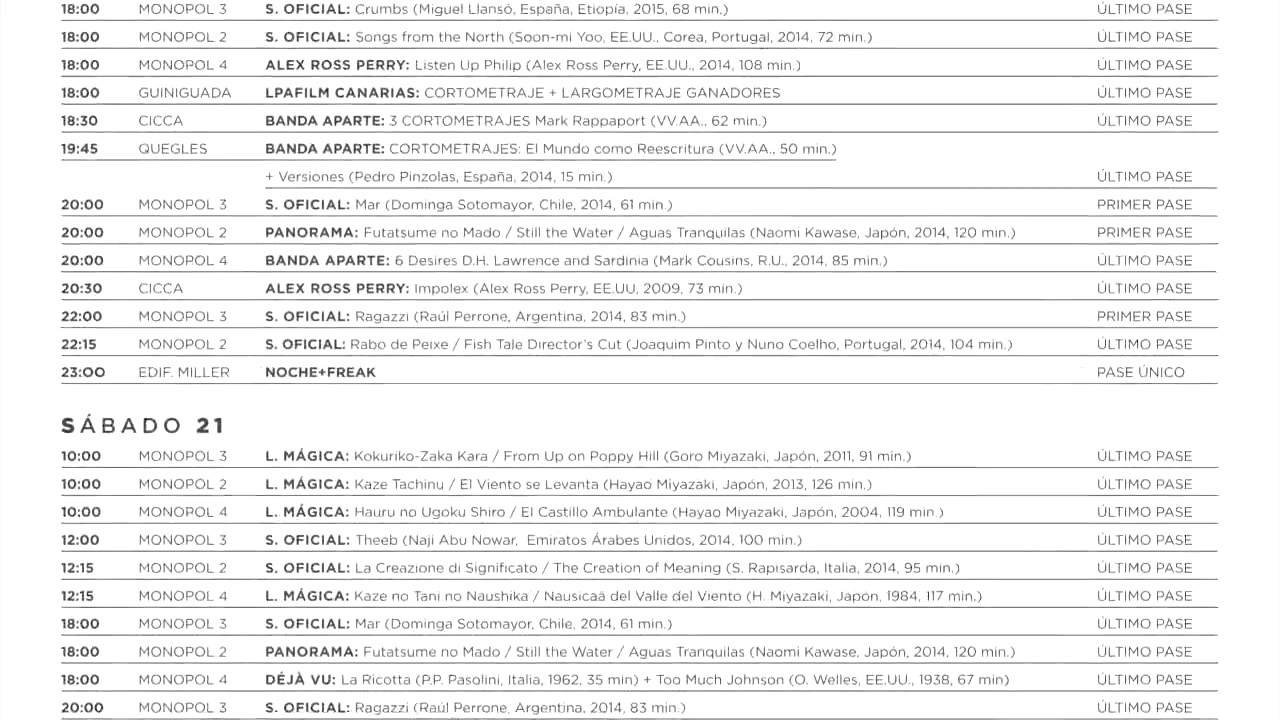 18:00 MONOPOL 3 S. OFICIAL: Crumbs (Miguel Llansó, España, Etiopía, 2015, 68 min.) ÚLTIMO PASE
18:00 MONOPOL 2 S. OFICIAL: Songs from the North (Soon-mi Yoo, EE.UU., Corea, Portugal, 2014, 72 min.) ÚLTIMO PASE
18:00 MONOPOL 4 ALEX ROSS PERRY: Listen Up Philip (Alex Ross Perry, EE.UU., 2014, 108 min.) ÚLTIMO PASE
18:00 GUINIGUADA LPAFILM CANARIAS: CORTOMETRAJE + LARGOMETRAJE GANADORES ÚLTIMO PASE
18:30 CICCA BANDA APARTE: 3 CORTOMETRAJES Mark Rappaport (VV.AA., 62 min.) ÚLTIMO PASE
19:45 QUEGLES BANDA APARTE: CORTOMETRAJES: El Mundo como Reescritura (VV.AA., 50 min.)
+ Versiones (Pedro Pinzolas, España, 2014, 15 min.) ÚLTIMO PASE
20:00 MONOPOL 3 S. OFICIAL: Mar (Dominga Sotomayor, Chile, 2014, 61 min.) PRIMER PASE
20:00 MONOPOL 2 PANORAMA: Futatsume no Mado / Still the Water / Aguas Tranquilas (Naomi Kawase, Japón, 2014, 120 min.) PRIMER PASE
20:00 MONOPOL 4 BANDA APARTE: 6 Desires D.H. Lawrence and Sardinia (Mark Cousins, R.U., 2014, 85 min.) ÚLTIMO PASE
20:30 CICCA ALEX ROSS PERRY: Impolex (Alex Ross Perry, EE.UU, 2009, 73 min.) ÚLTIMO PASE
22:00 MONOPOL 3 S. OFICIAL: Ragazzi (Raúl Perrone, Argentina, 2014, 83 min.) PRIMER PASE
22:15 MONOPOL 2 S. OFICIAL: Rabo de Peixe / Fish Tale Director's Cut (Joaquim Pinto y Nuno Coelho, Portugal, 2014, 104 min.) ÚLTIMO PASE
23:00 EDIF. MILLER NOCHE+FREAK PASE ÚNICO
SÁBADO 21
10:00 MONOPOL 3 L. MÁGICA: Kokuriko-Zaka Kara / From Up on Poppy Hill (Goro Miyazaki, Japón, 2011, 91 min.) ÚLTIMO PASE
10:00 MONOPOL 2 L. MÁGICA: Kaze Tachinu / El Viento se Levanta (Hayao Miyazaki, Japón, 2013, 126 min.) ÚLTIMO PASE
10:00 MONOPOL 4 L. MÁGICA: Hauru no Ugoku Shiro / El Castillo Ambulante (Hayao Miyazaki, Japón, 2004, 119 min.) ÚLTIMO PASE
12:00 MONOPOL 3 S. OFICIAL: Theeb (Naji Abu Nowar, Emiratos Árabes Unidos, 2014, 100 min.) ÚLTIMO PASE
12:15 MONOPOL 2 S. OFICIAL: La Creazione di Significato / The Creation of Meaning (S. Rapisarda, Italia, 2014, 95 min.) ÚLTIMO PASE
12:15 MONOPOL 4 L. MÁGICA: Kaze no Tani no Naushika / Nausicaä del Valle del Viento (H. Miyazaki, Japón, 1984, 117 min.) ÚLTIMO PASE
18:00 MONOPOL 3 S. OFICIAL: Mar (Dominga Sotomayor, Chile, 2014, 61 min.) ÚLTIMO PASE
18:00 MONOPOL 2 PANORAMA: Futatsume no Mado / Still the Water / Aguas Tranquilas (Naomi Kawase, Japón, 2014, 120 min.) ÚLTIMO PASE
18:00 MONOPOL 4 DÉJÀ VU: La Ricotta (P.P. Pasolini, Italia, 1962, 35 min) + Too Much Johnson (O. Welles, EE.UU., 1938, 67 min) ÚLTIMO PASE
20:00 MONOPOL 3 S. OFICIAL: Ragazzi (Raúl Perrone, Argentina, 2014, 83 min.) ÚLTIMO PASE